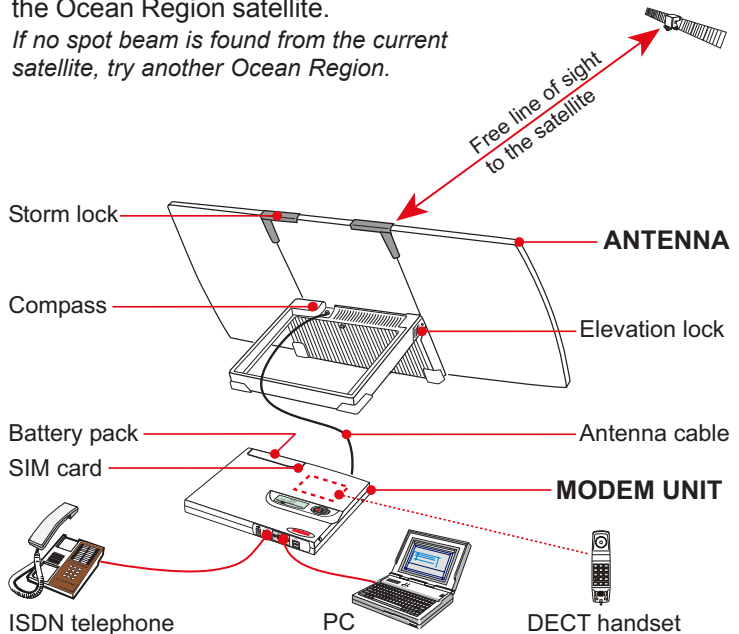 the Ocean Region satellite.
If no spot beam is found from the current
satellite, try another Ocean Region.
Free line of sight
to the satellite
Storm lock
ANTENNA
Compass
Elevation lock
Battery pack
Antenna cable
SIM card
MODEM UNIT
ISDN telephone
PC
DECT handset